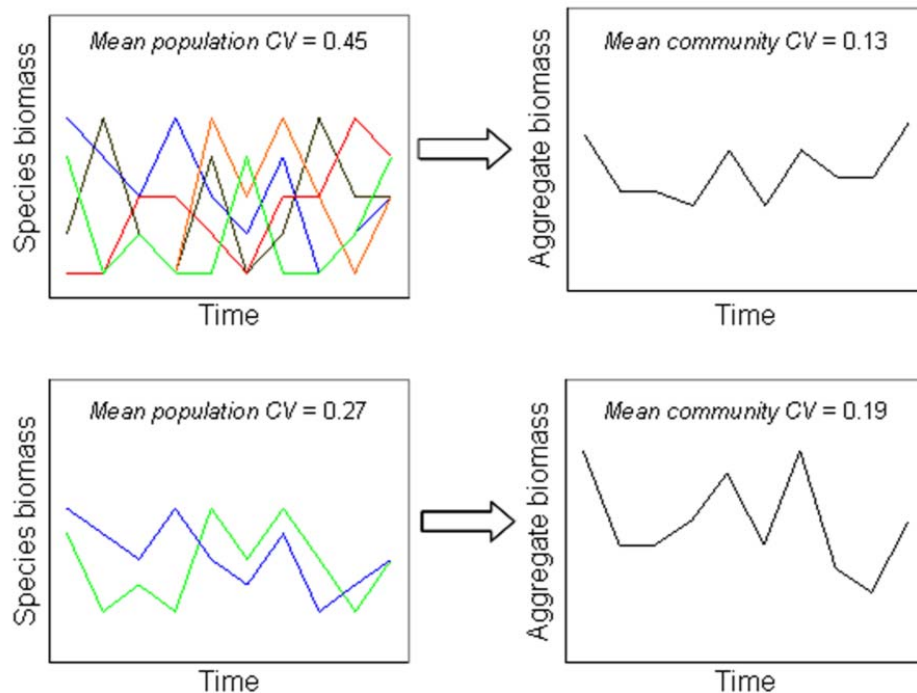 Mean population CV = 0.45
Species biomass
Time
Mean community CV = 0.13
Aggregate biomass
Time
Mean population CV = 0.27
Species biomass
Time
Mean community CV = 0.19
Aggregate biomass
Time